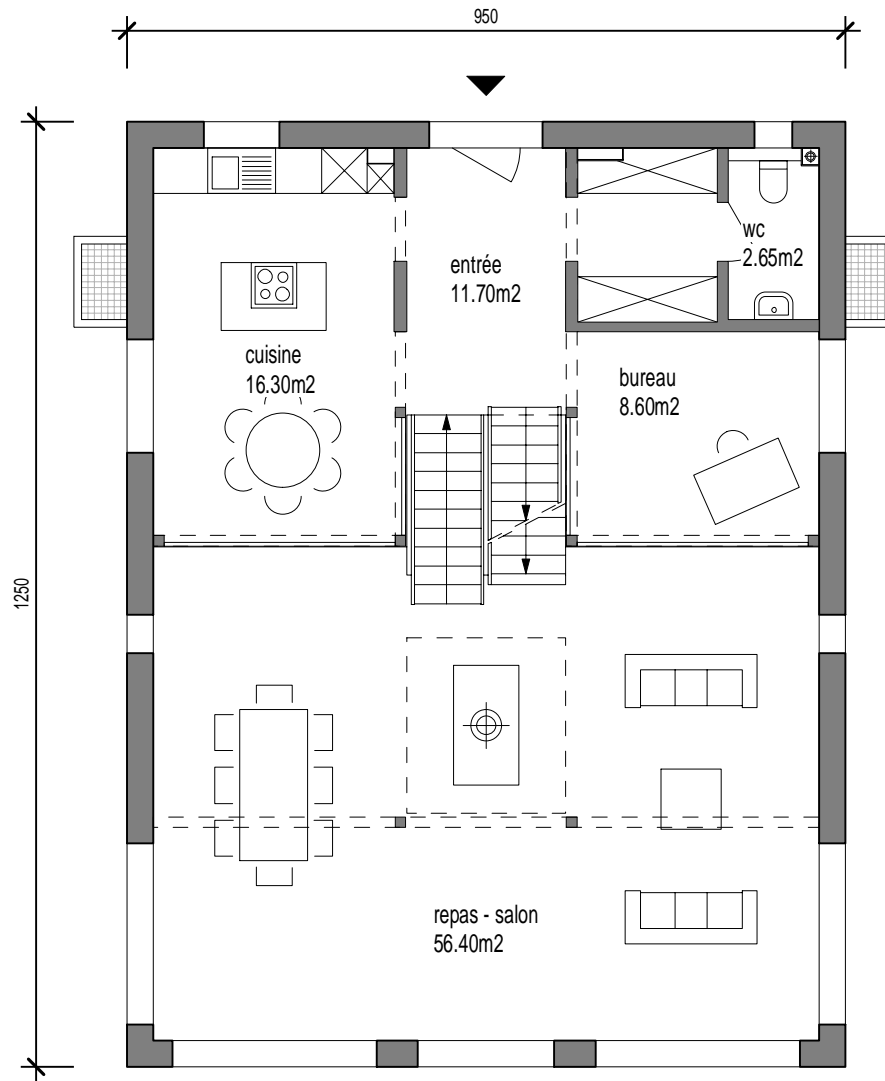 950
wc
2.65m2
entrée
11.70m2
cuisine
16.30m2
bureau
8.60m2
1250
repas - salon
56.40m2